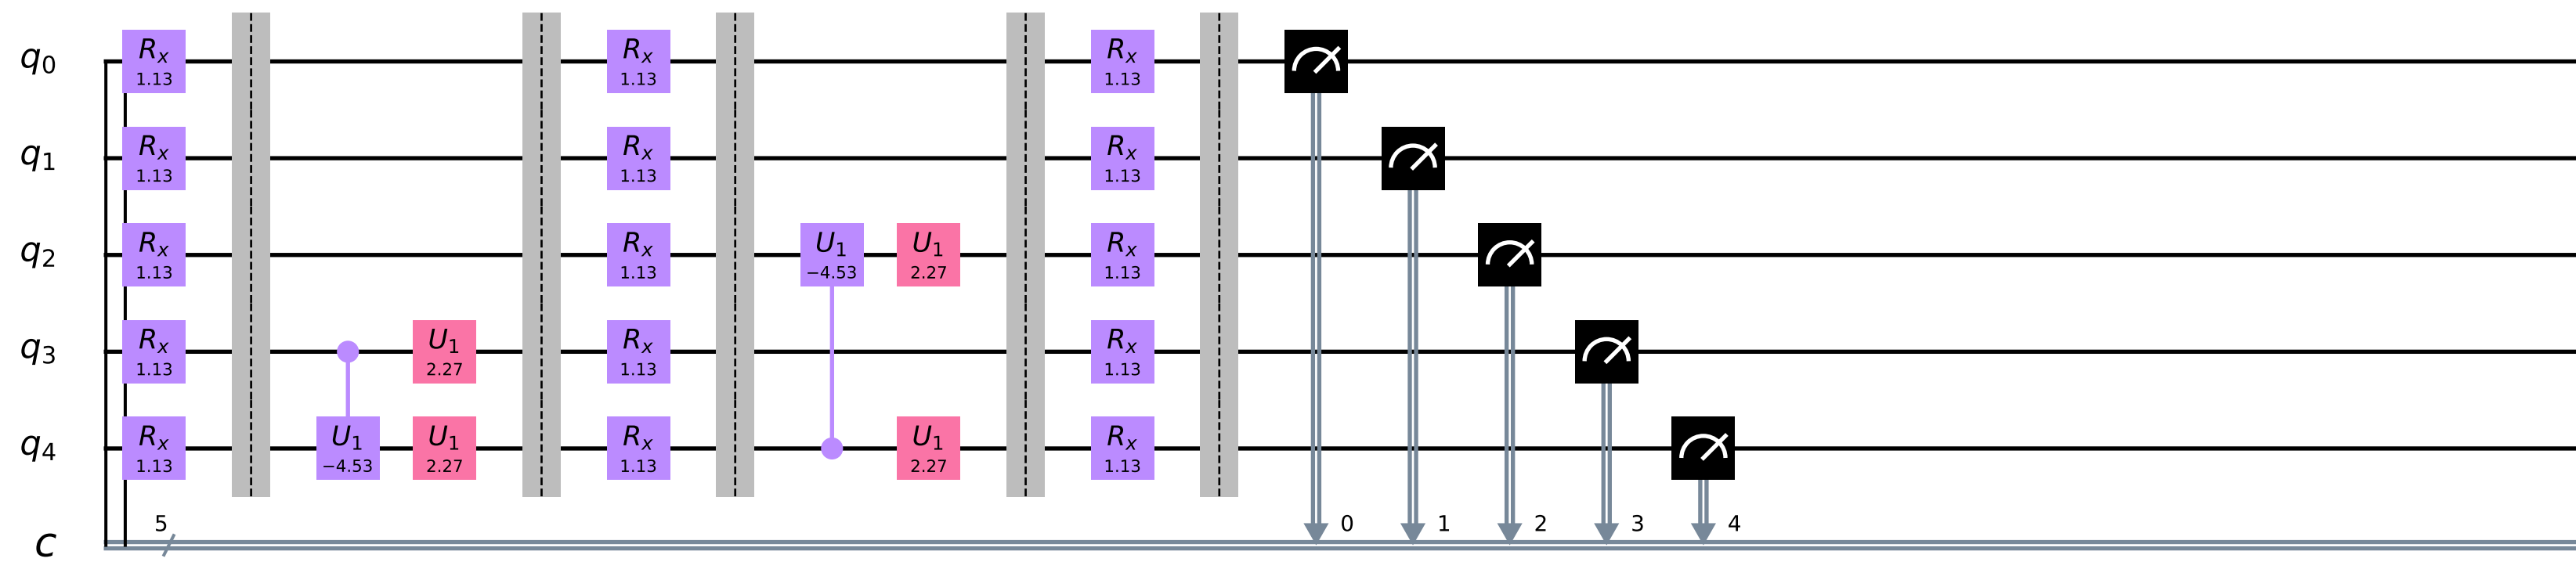 q0 Rx 1.13 Rx 1.13 Rx 1.13
q1 Rx 1.13 Rx 1.13 Rx 1.13
q2 Rx 1.13 Rx 1.13 U1 −4.53 U1 2.27 Rx 1.13
q3 Rx 1.13 U1 2.27 Rx 1.13 Rx 1.13
q4 Rx 1.13 U1 −4.53 U1 2.27 Rx 1.13 U1 2.27 Rx 1.13
c 5 0 1 2 3 4